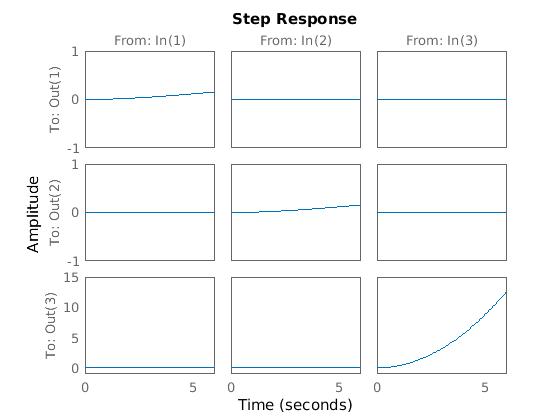 Step Response
From: In(1) From: In(2) From: In(3)
To: Out(1)
1
0
-1
Amplitude
To: Out(2)
1
0
-1
To: Out(3)
15
10
5
0
0 5 0 5 0 5
Time (seconds)